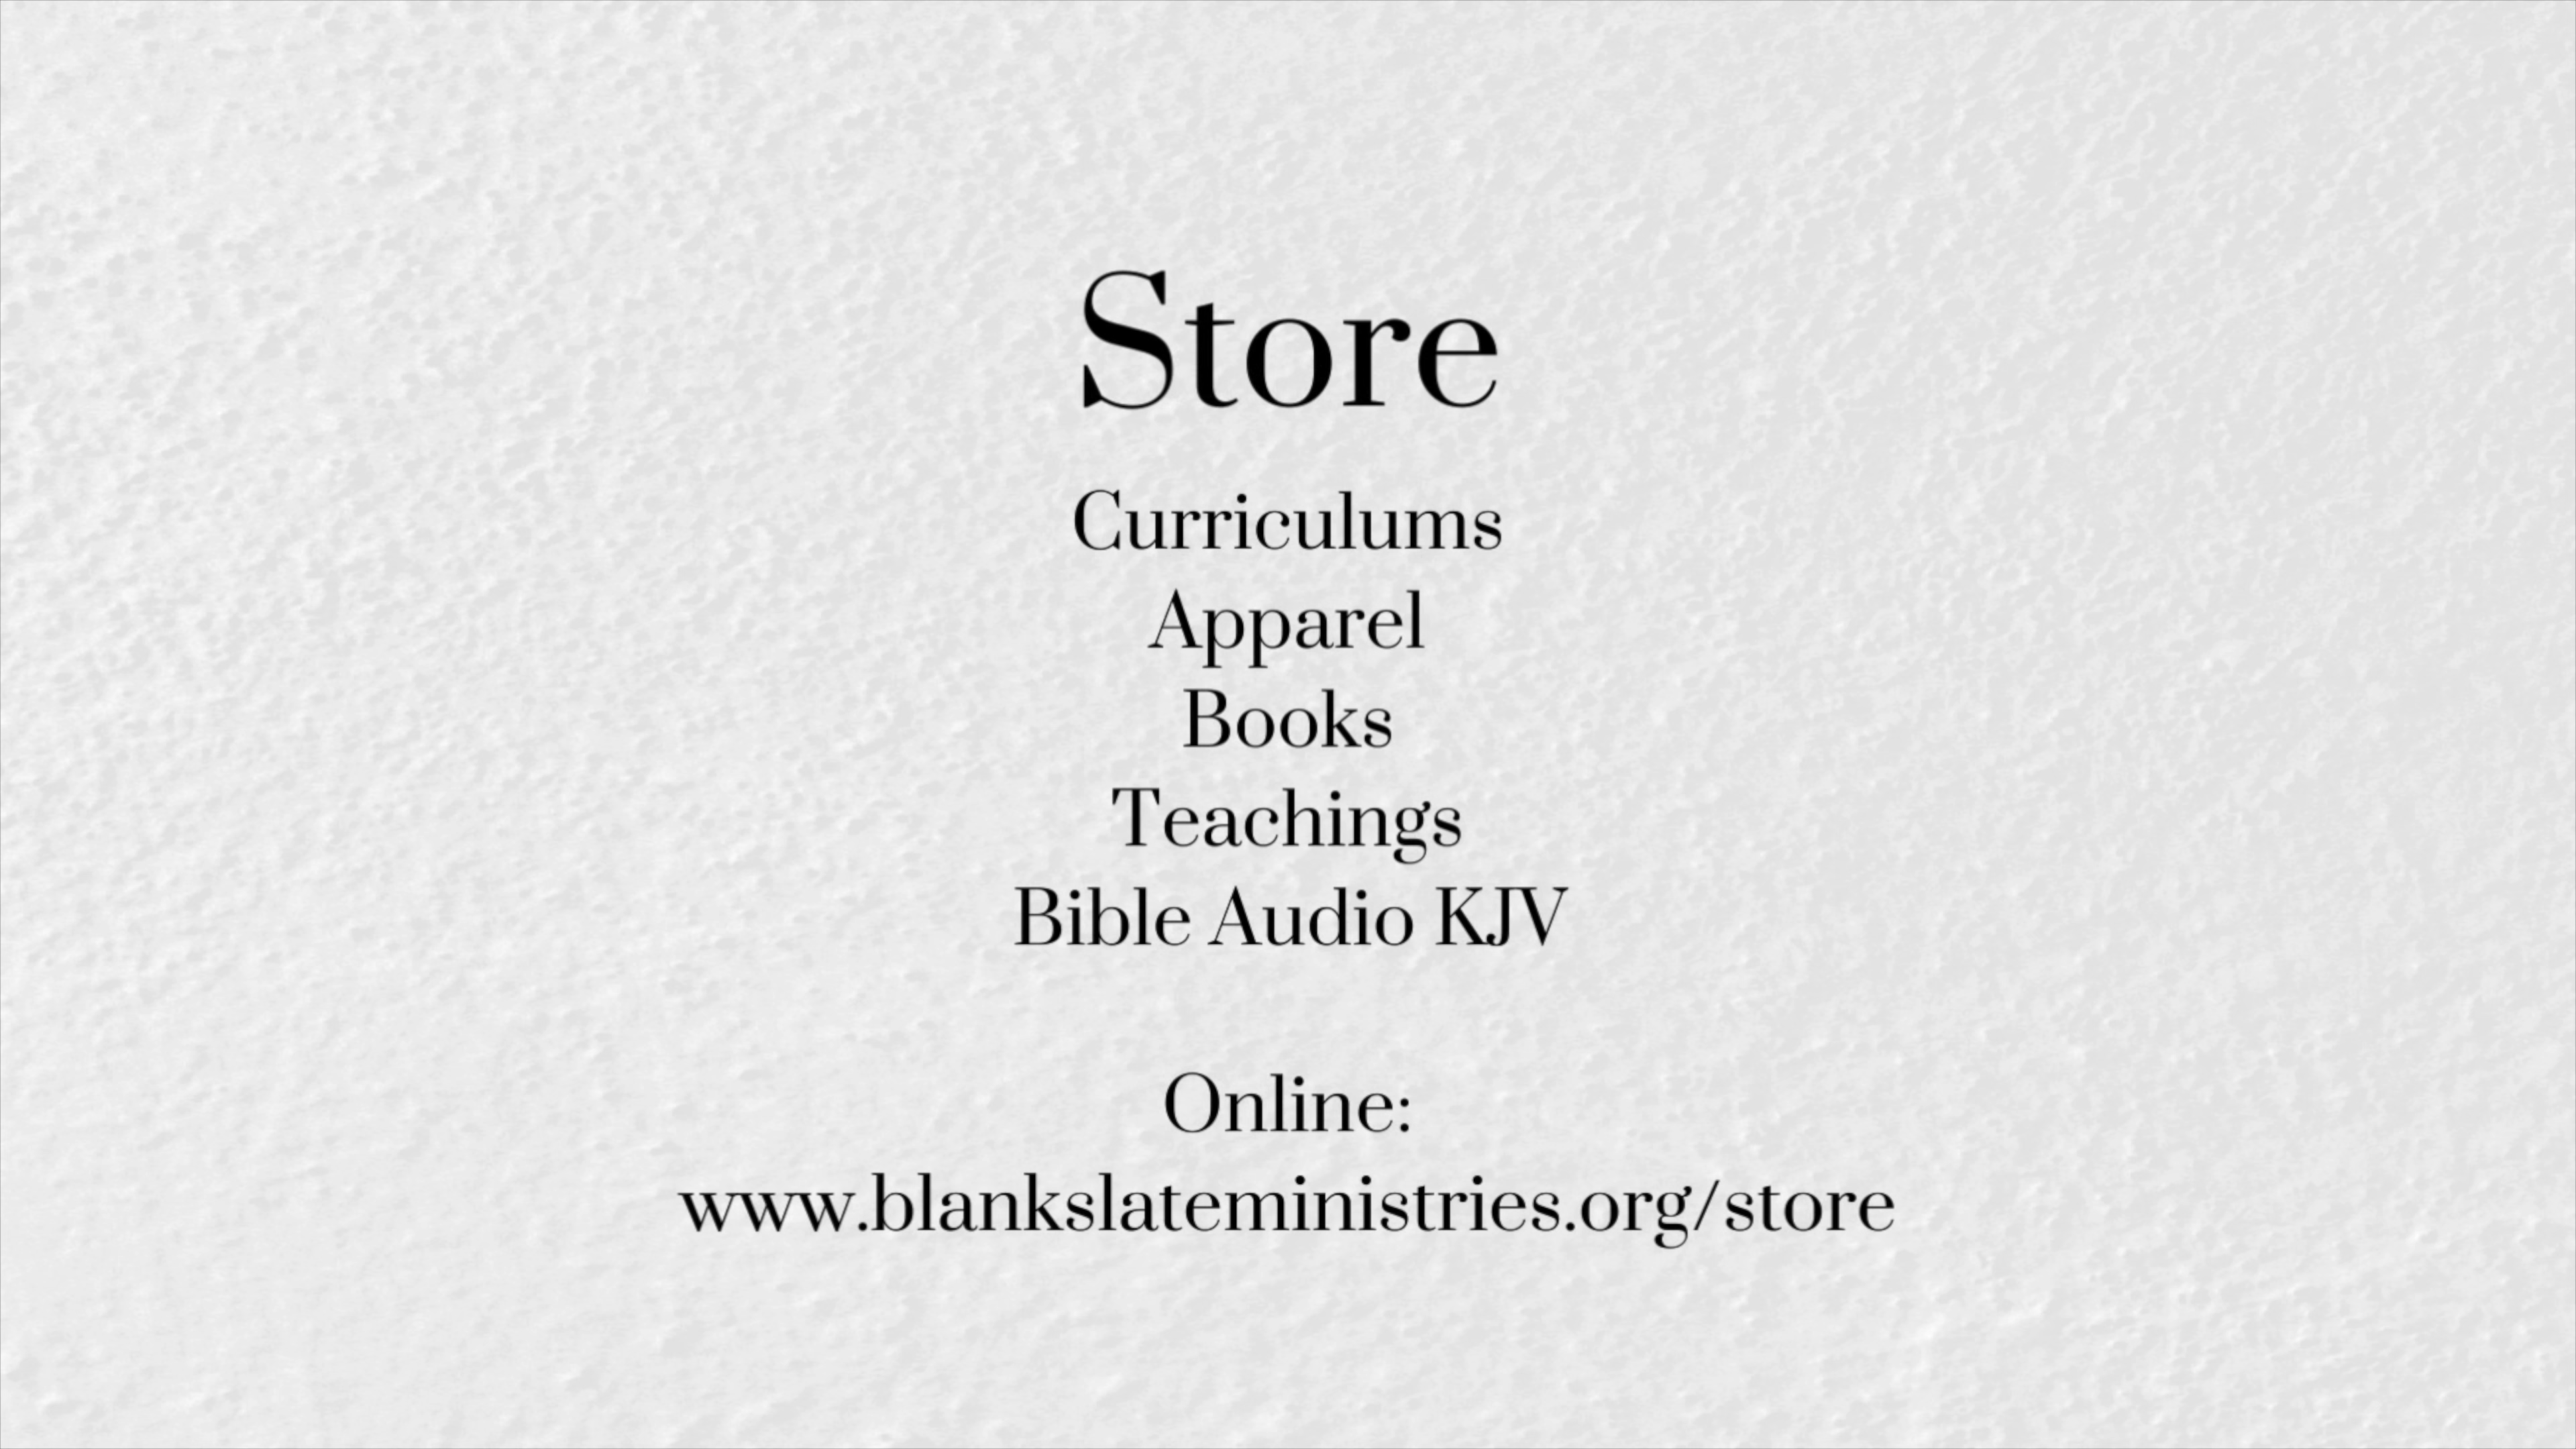 Store
Curriculums
Apparel
Books
Teachings
Bible Audio KJV
Online:
www.blankslateministries.org/store